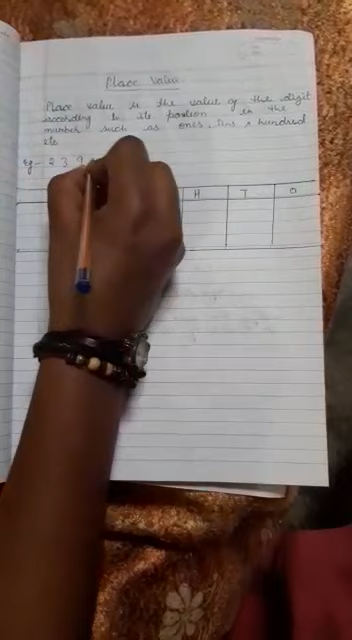 Place Value
Place value is the value of the digit
according to its position in the
number such as ones, tens & hundred
etc
eg- 2 3 9
H T O